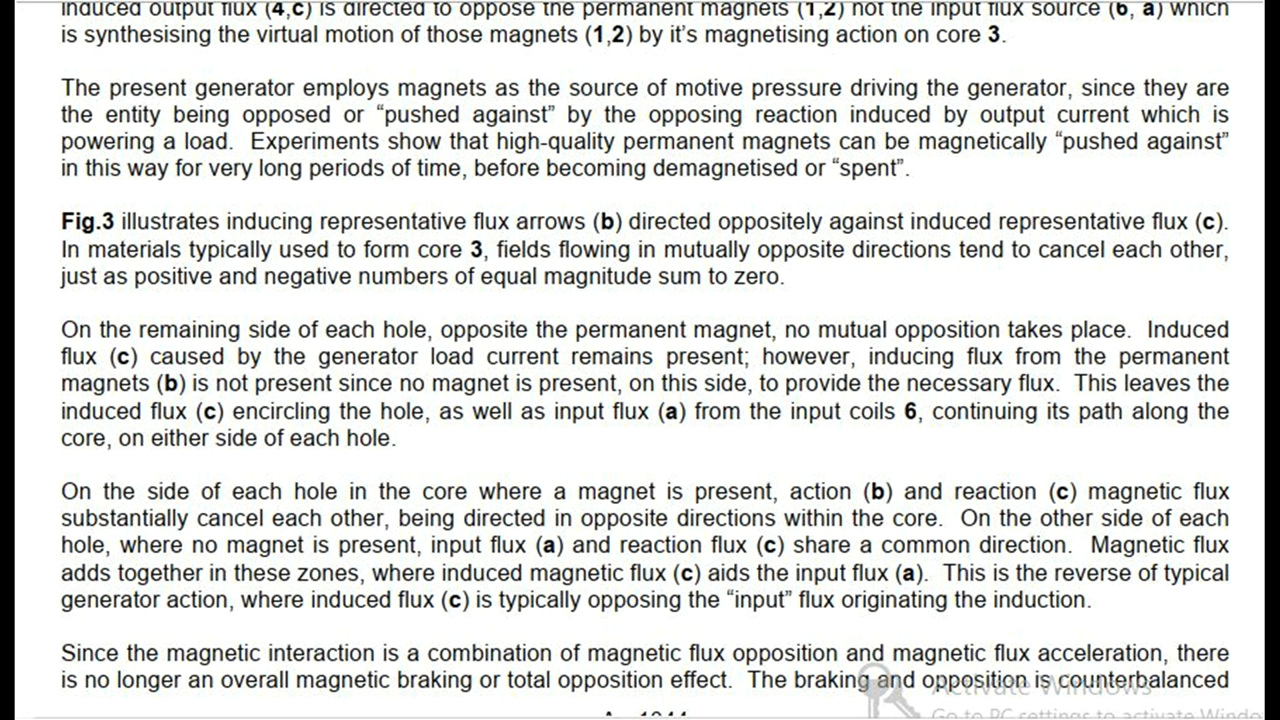 induced output flux (4,c) is directed to oppose the permanent magnets (1,2) not the input flux source (6, a) which
is synthesising the virtual motion of those magnets (1,2) by it's magnetising action on core 3.
The present generator employs magnets as the source of motive pressure driving the generator, since they are
the entity being opposed or “pushed against” by the opposing reaction induced by output current which is
powering a load. Experiments show that high-quality permanent magnets can be magnetically “pushed against”
in this way for very long periods of time, before becoming demagnetised or “spent”.
Fig.3 illustrates inducing representative flux arrows (b) directed oppositely against induced representative flux (c).
In materials typically used to form core 3, fields flowing in mutually opposite directions tend to cancel each other,
just as positive and negative numbers of equal magnitude sum to zero.
On the remaining side of each hole, opposite the permanent magnet, no mutual opposition takes place. Induced
flux (c) caused by the generator load current remains present; however, inducing flux from the permanent
magnets (b) is not present since no magnet is present, on this side, to provide the necessary flux. This leaves the
induced flux (c) encircling the hole, as well as input flux (a) from the input coils 6, continuing its path along the
core, on either side of each hole.
On the side of each hole in the core where a magnet is present, action (b) and reaction (c) magnetic flux
substantially cancel each other, being directed in opposite directions within the core. On the other side of each
hole, where no magnet is present, input flux (a) and reaction flux (c) share a common direction. Magnetic flux
adds together in these zones, where induced magnetic flux (c) aids the input flux (a). This is the reverse of typical
generator action, where induced flux (c) is typically opposing the “input” flux originating the induction.
Since the magnetic interaction is a combination of magnetic flux opposition and magnetic flux acceleration, there
is no longer an overall magnetic braking or total opposition effect. The braking and opposition is counterbalanced
Activate Windows
Go to PC settings to activate Windo